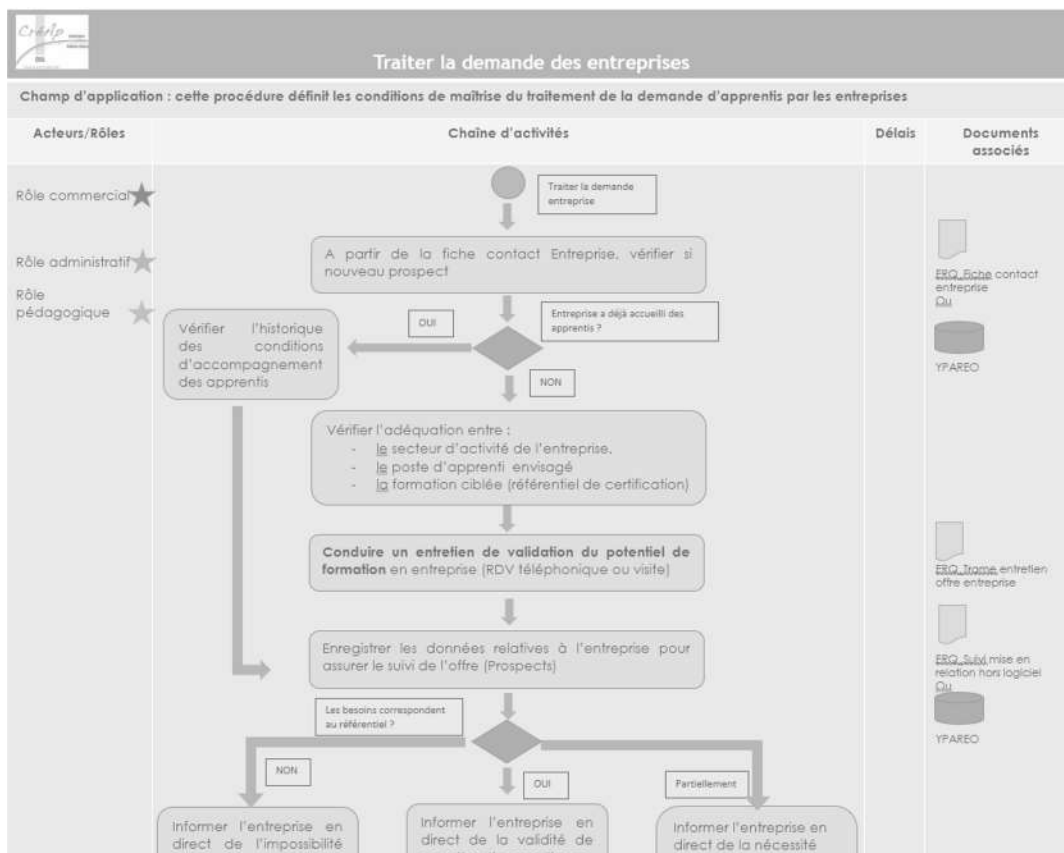 Créfip
Traiter la demande des entreprises
Champ d'application : cette procédure définit les conditions de maîtrise du traitement de la demande d'apprentis par les entreprises
Acteurs/Rôles
Chaîne d'activités
Délais
Documents
associés
Rôle commercial
Rôle administratif
Rôle
pédagogique
Traiter la demande
entreprise
A partir de la fiche contact Entreprise, vérifier si
nouveau prospect
Entreprise a déjà accueilli des
apprentis ?
OUI
Vérifier l'historique
des conditions
d'accompagnement
des apprentis
NON
Vérifier l'adéquation entre :
- le secteur d'activité de l'entreprise,
- le poste d'apprenti envisagé
- la formation ciblée (référentiel de certification)
Conduire un entretien de validation du potentiel de
formation en entreprise (RDV téléphonique ou visite)
Enregistrer les données relatives à l'entreprise pour
assurer le suivi de l'offre (Prospects)
Les besoins correspondent
au référentiel ?
NON
OUI
Partiellement
Informer l'entreprise en
direct de l'impossibilité
Informer l'entreprise en
direct de la validité de
Informer l'entreprise en
direct de la nécessité
ERQ_Fiche contact
entreprise
Ou
YPAREO
ERQ_Trame entretien
offre entreprise
ERQ_Suivi mise en
relation hors logiciel
Ou
YPAREO